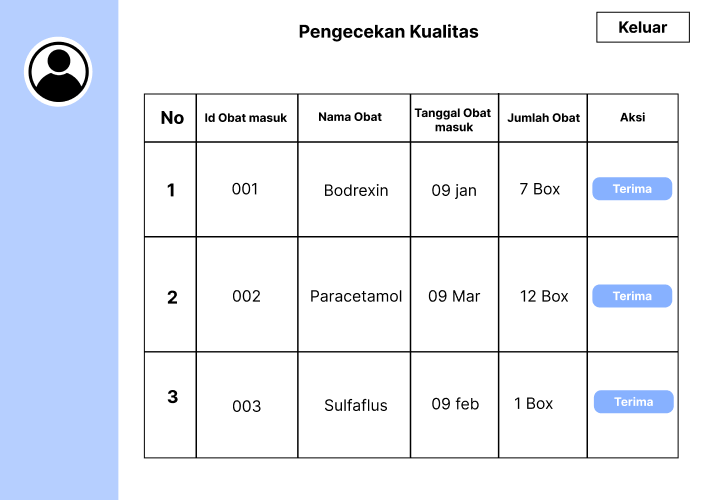 Pengecekan Kualitas
Keluar
No
Id Obat masuk
Nama Obat
Tanggal Obat
masuk
Jumlah Obat
Aksi
1
001
Bodrexin
09 jan
7 Box
Terima
2
002
Paracetamol
09 Mar
12 Box
Terima
3
003
Sulfaflus
09 feb
1 Box
Terima